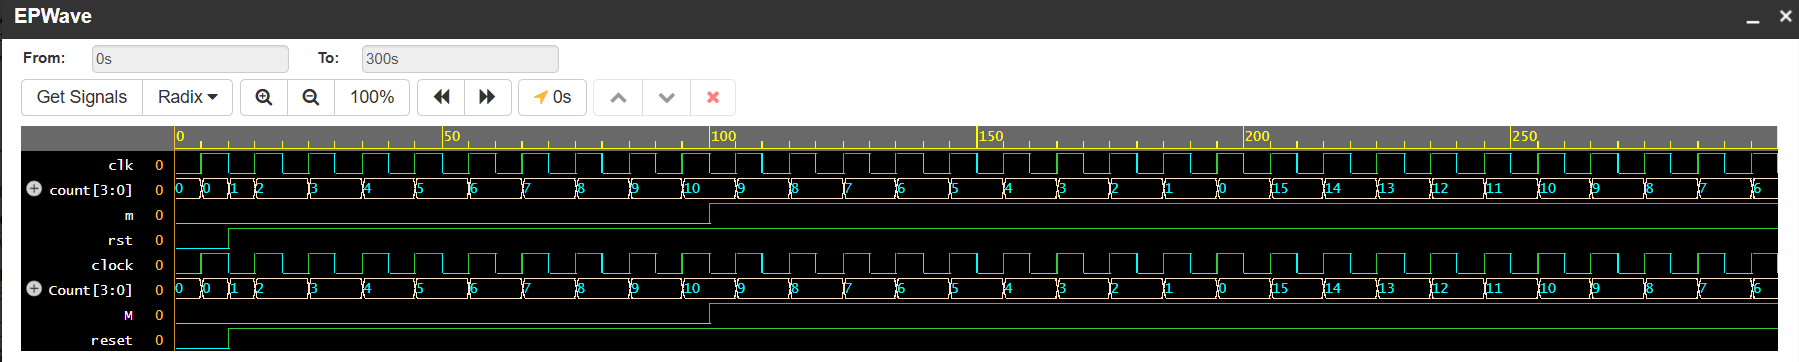 EPWave
From: 0s To: 300s
Get Signals Radix 100% 0s
0 50 100 150 200 250
clk 0
count[3:0] 0 0 0 1 2 3 4 5 6 7 8 9 10 9 8 7 6 5 4 3 2 1 0 15 14 13 12 11 10 9 8 7 6
m 0
rst 0
clock 0
Count[3:0] 0 0 0 1 2 3 4 5 6 7 8 9 10 9 8 7 6 5 4 3 2 1 0 15 14 13 12 11 10 9 8 7 6
M 0
reset 0